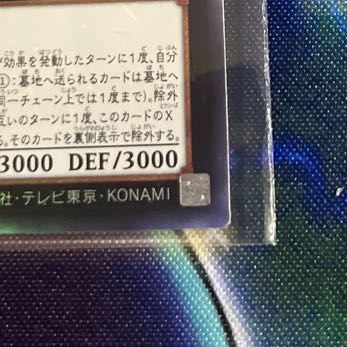 が効果を発動したターンに1度、自分
①：墓地へ送られるカードは墓地へ
同一チェーン上では1度まで)。除外
互いのターンに1度、このカードのX
。そのカードを裏側表示で除外する。
3000 DEF/3000
社・テレビ東京・KONAMI